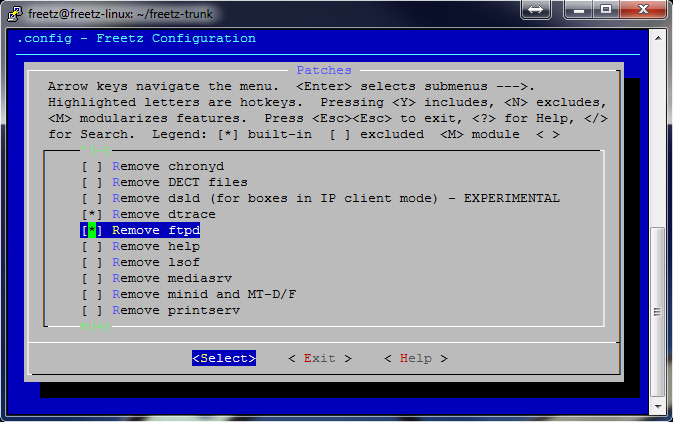 freetz@freetz-linux: ~/freetz-trunk
.config - Freetz Configuration
Patches
Arrow keys navigate the menu.  <Enter> selects submenus --->.
Highlighted letters are hotkeys.  Pressing <Y> includes, <N> excludes,
<M> modularizes features.  Press <Esc><Esc> to exit, <?> for Help, </>
for Search.  Legend: [*] built-in  [ ] excluded  <M> module  < >
^(-)
[ ] Remove chronyd
[ ] Remove DECT files
[ ] Remove dsld (for boxes in IP client mode) - EXPERIMENTAL
[*] Remove dtrace
[*] Remove ftpd
[ ] Remove help
[ ] Remove lsof
[ ] Remove mediasrv
[ ] Remove minid and MT-D/F
[ ] Remove printserv
v(+)
<Select>    < Exit >    < Help >